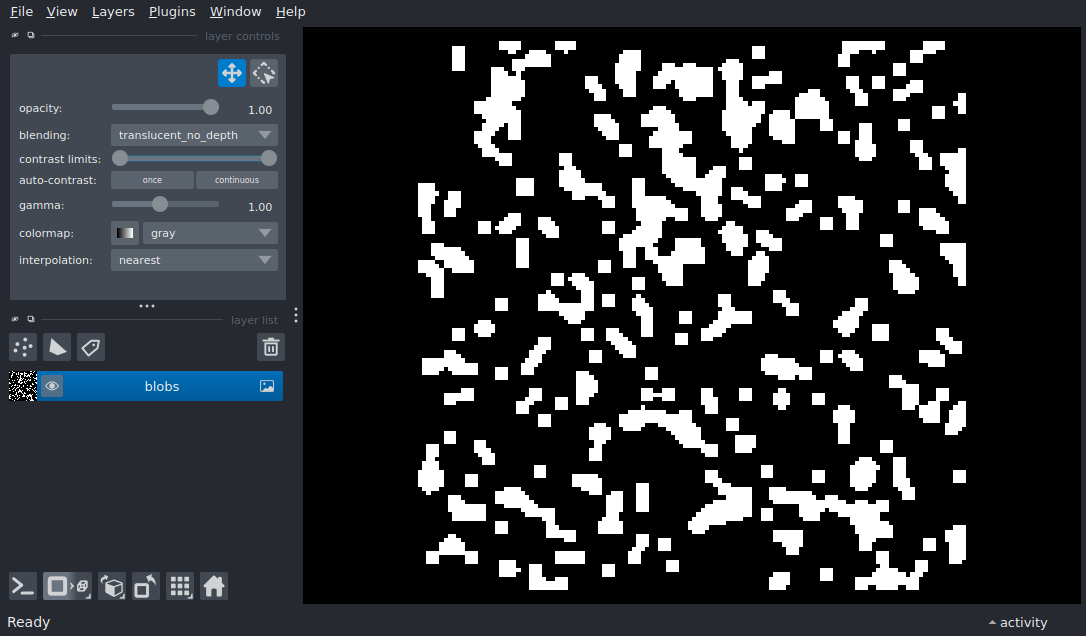 File View Layers Plugins Window Help
layer controls
opacity: 1.00
blending: translucent_no_depth
contrast limits:
auto-contrast: once continuous
gamma: 1.00
colormap: gray
interpolation: nearest
layer list
blobs
Ready activity